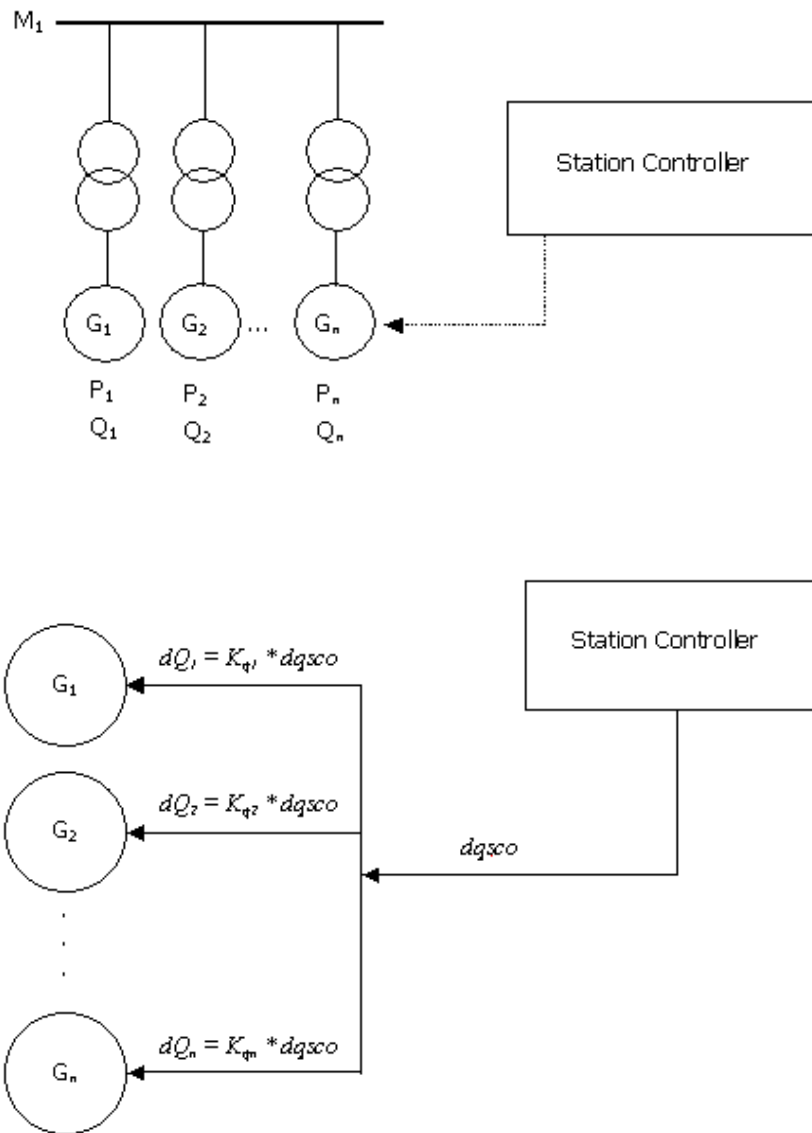 M₁
Station Controller
G₁ G₂ ... Gₙ
P₁ P₂ Pₙ
Q₁ Q₂ Qₙ
Station Controller
dQ₁ = K_q1 * dqsco
G₁
dQ₂ = K_q2 * dqsco
G₂
dqsco
.
.
.
dQₙ = K_qn * dqsco
Gₙ